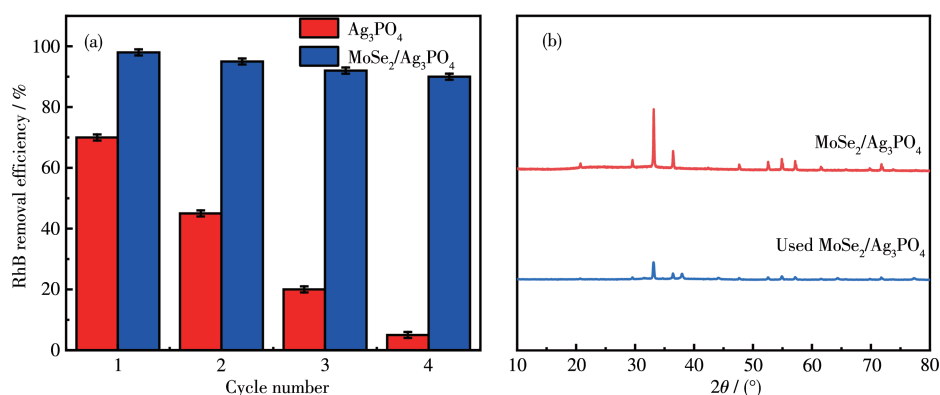 (a)
Ag₃PO₄
MoSe₂/Ag₃PO₄
RhB removal efficiency / %
100
80
60
40
20
0
1 2 3 4
Cycle number
(b)
MoSe₂/Ag₃PO₄
Used MoSe₂/Ag₃PO₄
10 20 30 40 50 60 70 80
2θ / (°)